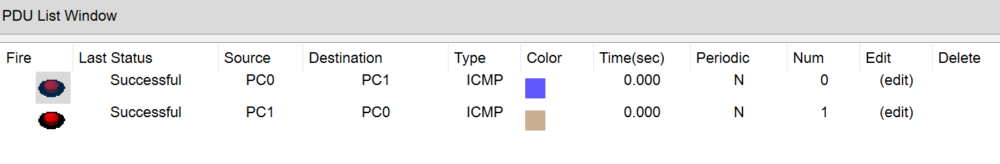 PDU List Window
Fire Last Status Source Destination Type Color Time(sec) Periodic Num Edit Delete
Successful PC0 PC1 ICMP 0.000 N 0 (edit)
Successful PC1 PC0 ICMP 0.000 N 1 (edit)